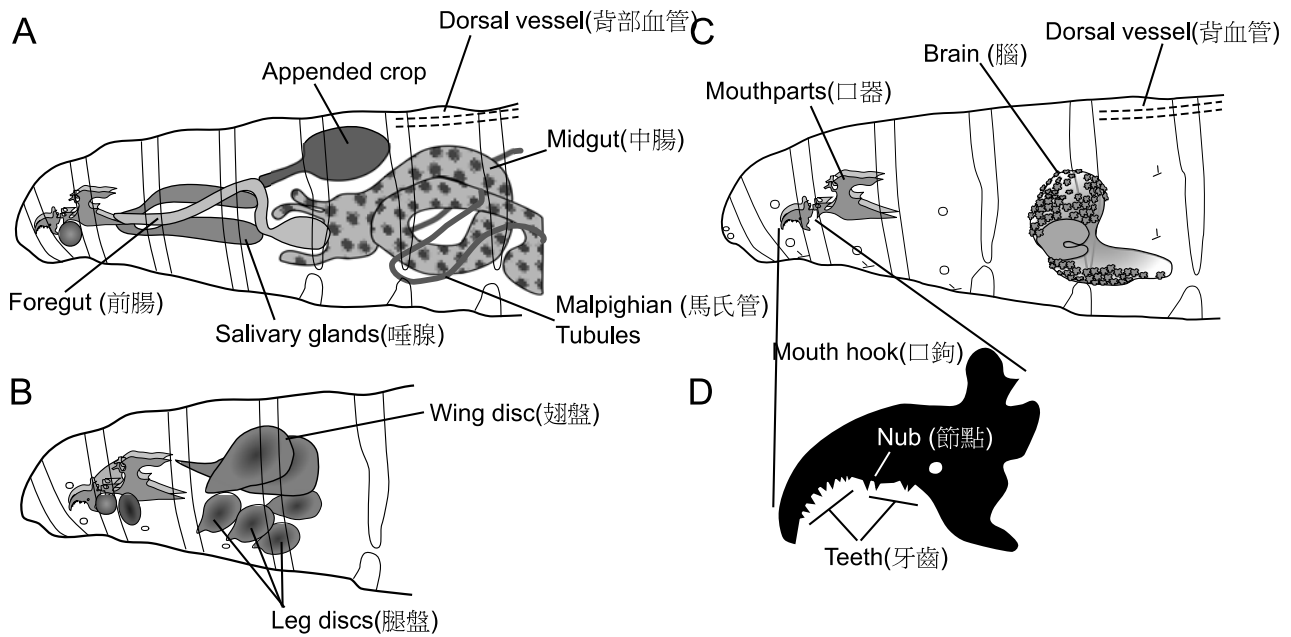 A
Dorsal vessel(背部血管)
Appended crop
Midgut(中腸)
Foregut (前腸)
Salivary glands(唾腺)
Malpighian (馬氏管)
Tubules
B
Wing disc(翅盤)
Leg discs(腿盤)
C
Dorsal vessel(背血管)
Brain (腦)
Mouthparts(口器)
Mouth hook(口鉤)
D
Nub (節點)
Teeth(牙齒)